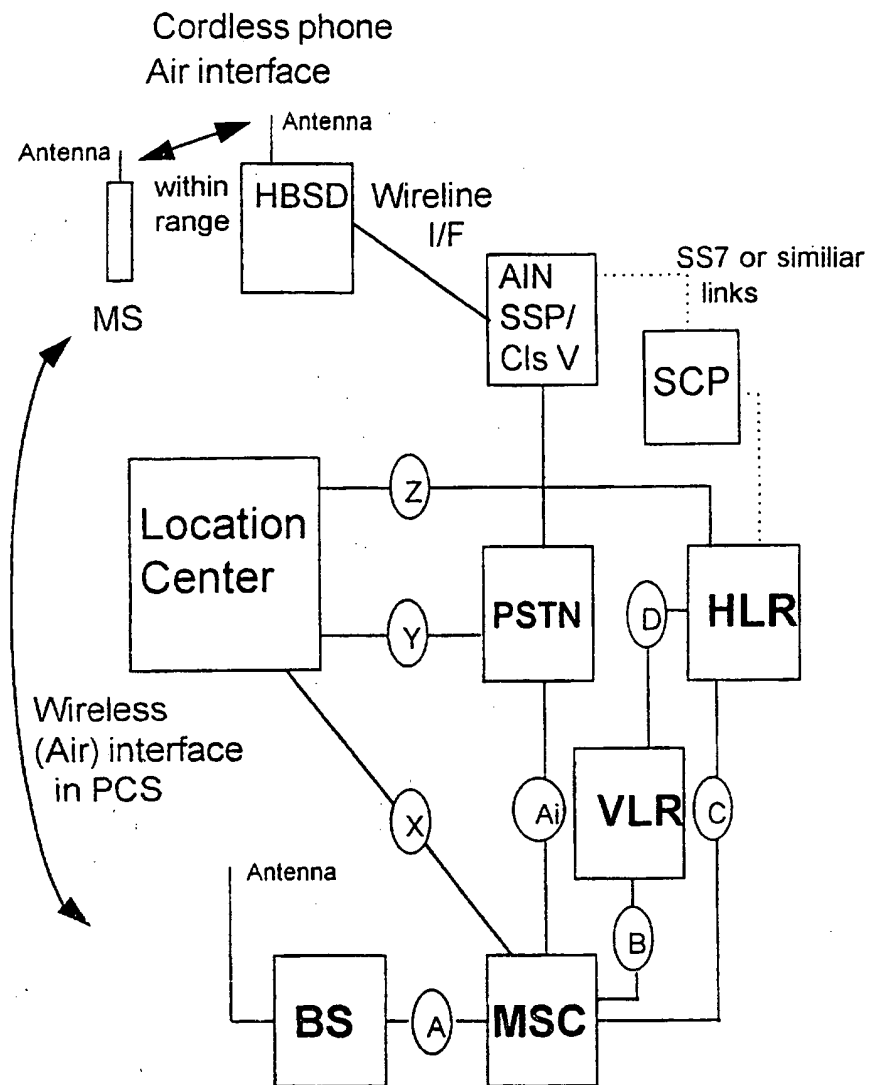 Cordless phone
Air interface
Antenna
Antenna
within
range
HBSD
Wireline
I/F
MS
AIN
SSP/
Cls V
SS7 or similiar
links
SCP
Z
Location
Center
PSTN
D
HLR
Y
Wireless
(Air) interface
in PCS
X
Ai
VLR
C
Antenna
B
BS
A
MSC